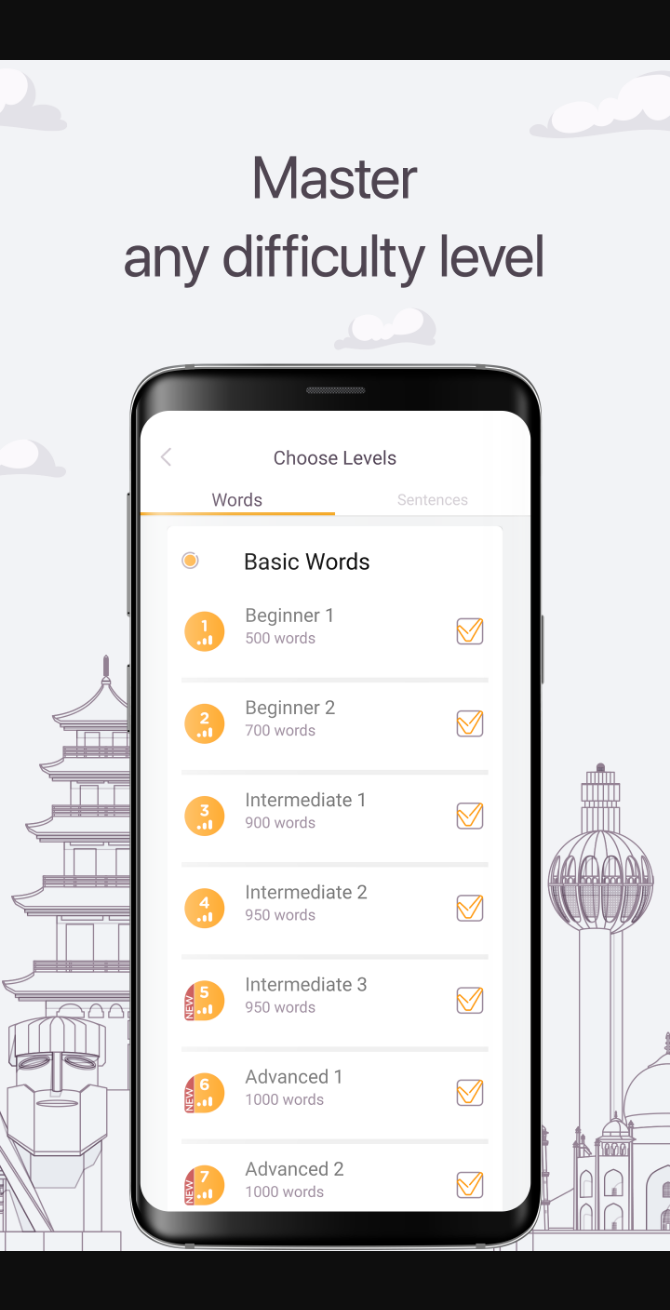 Master
any difficulty level
Choose Levels
Words Sentences
Basic Words
1 Beginner 1
500 words
2 Beginner 2
700 words
3 Intermediate 1
900 words
4 Intermediate 2
950 words
NEW 5 Intermediate 3
950 words
NEW 6 Advanced 1
1000 words
NEW 7 Advanced 2
1000 words